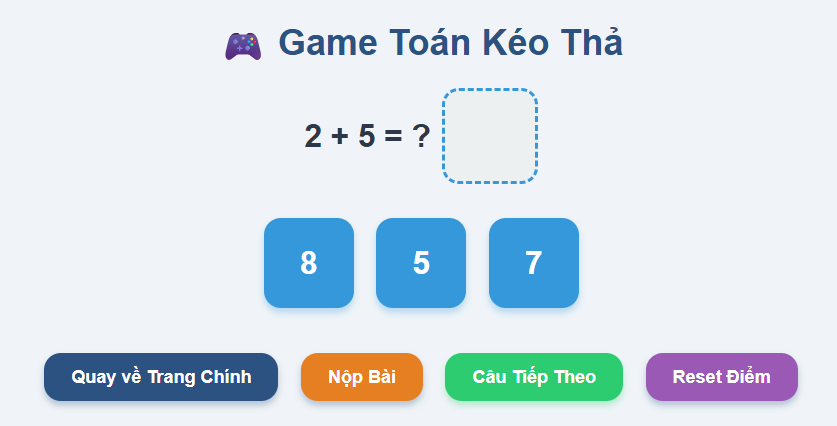 Game Toán Kéo Thả
2 + 5 = ?
8 5 7
Quay về Trang Chính Nộp Bài Câu Tiếp Theo Reset Điểm